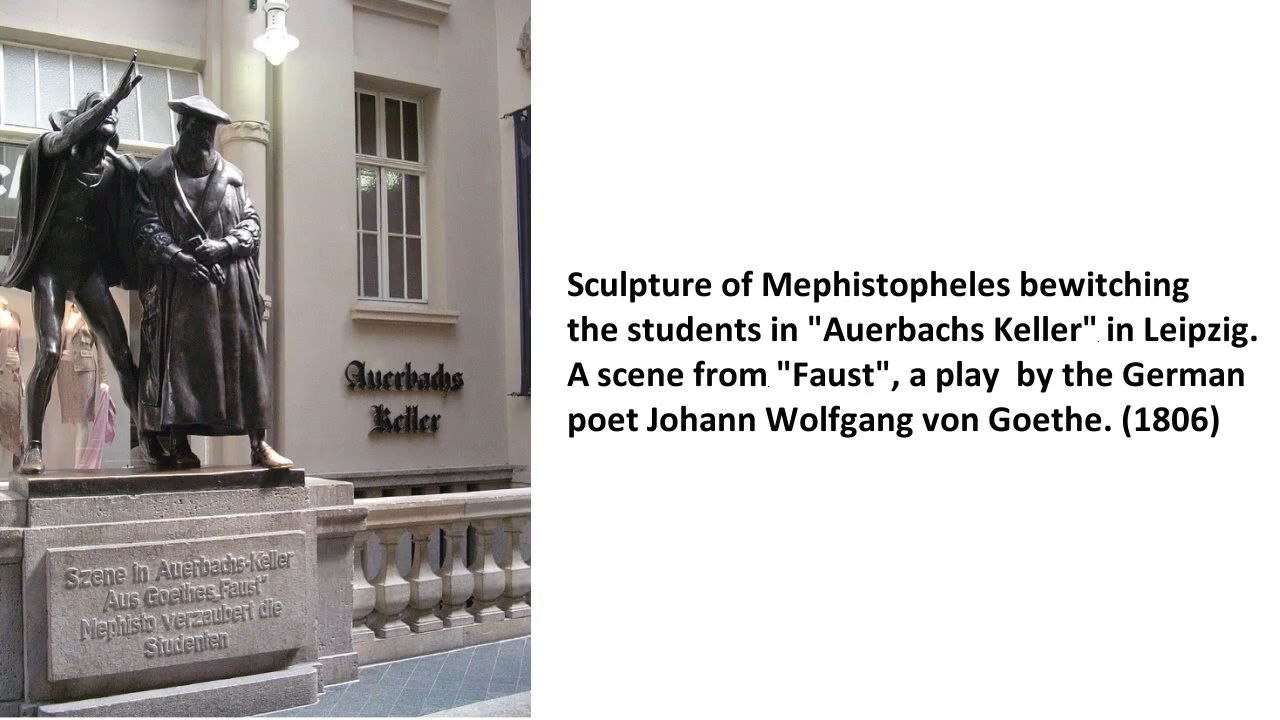 Auerbachs
Keller
Szene in Auerbachs-Keller
Aus Goethes „Faust“
Mephisto verzaubert die
Studenten
Sculpture of Mephistopheles bewitching
the students in "Auerbachs Keller" in Leipzig.
A scene from "Faust", a play  by the German
poet Johann Wolfgang von Goethe. (1806)